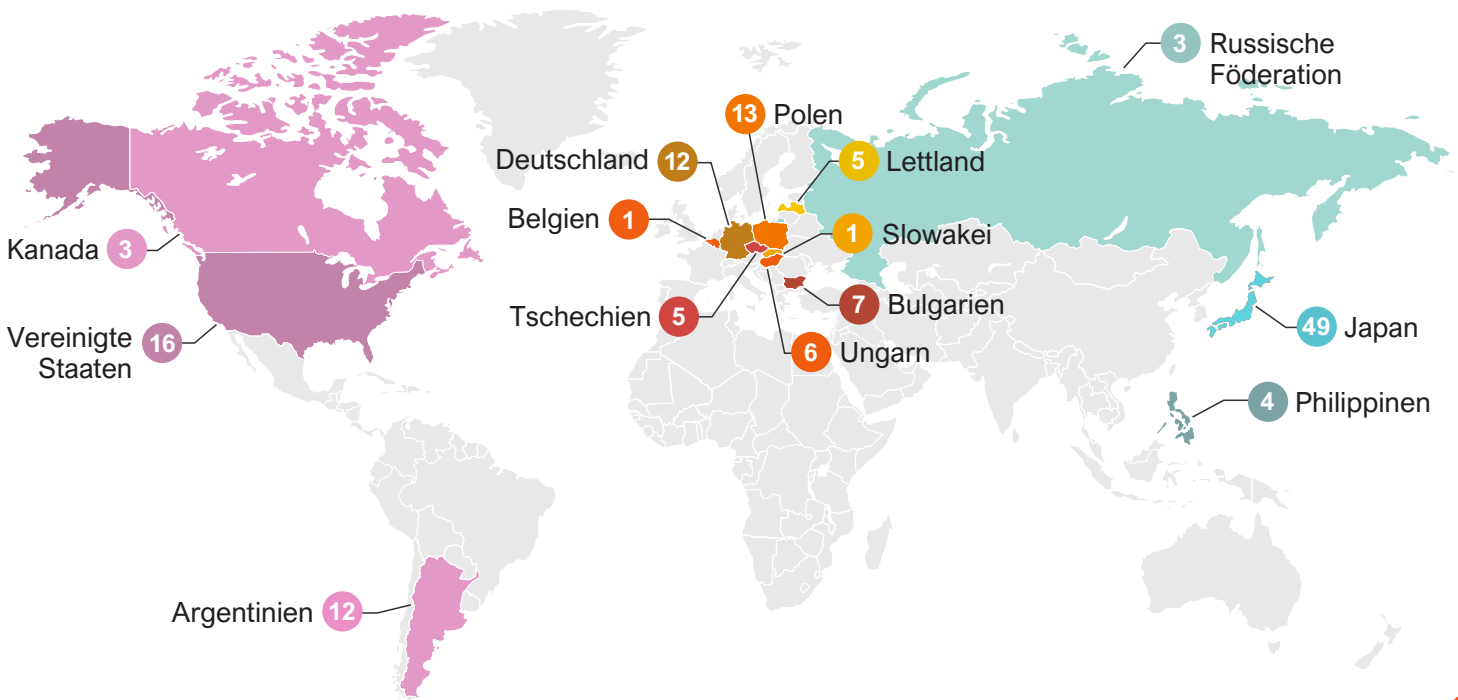 3 Russische
Föderation
13 Polen
Deutschland 12
5 Lettland
Belgien 1
1 Slowakei
Kanada 3
Tschechien 5
7 Bulgarien
Vereinigte
Staaten 16
6 Ungarn
49 Japan
4 Philippinen
Argentinien 12